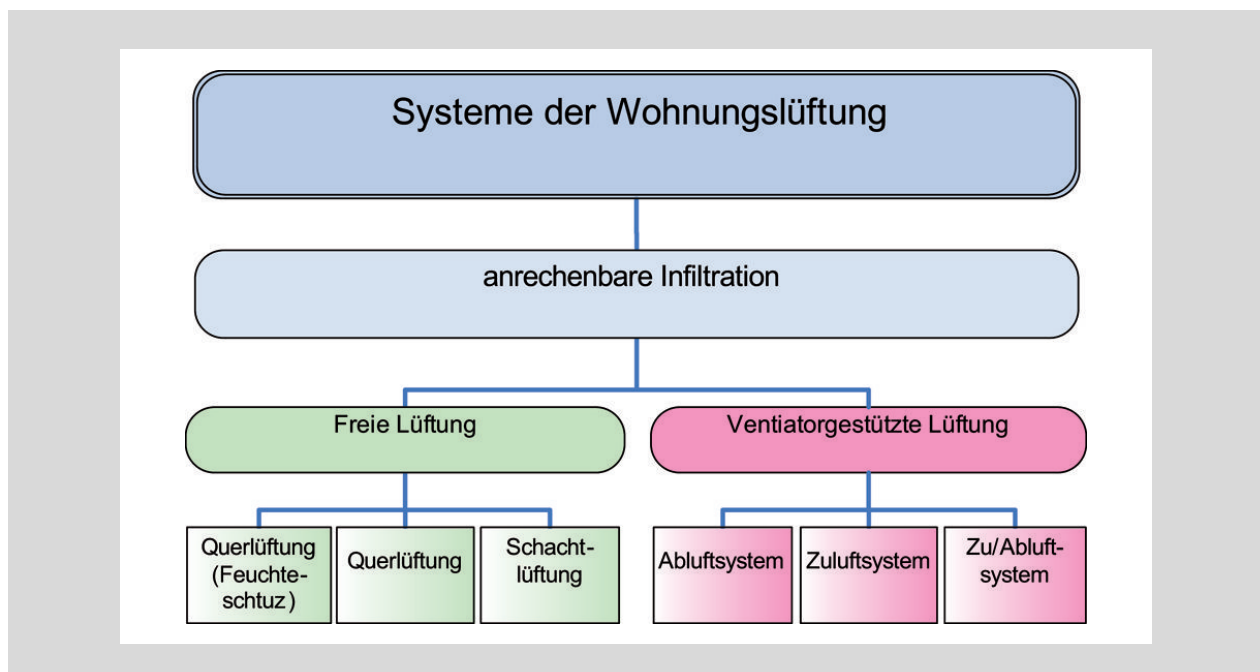 Systeme der Wohnungslüftung
anrechenbare Infiltration
Freie Lüftung
Ventiatorgestützte Lüftung
Querlüftung
(Feuchte-
schtuz)
Querlüftung
Schacht-
lüftung
Abluftsystem
Zuluftsystem
Zu/Abluft-
system